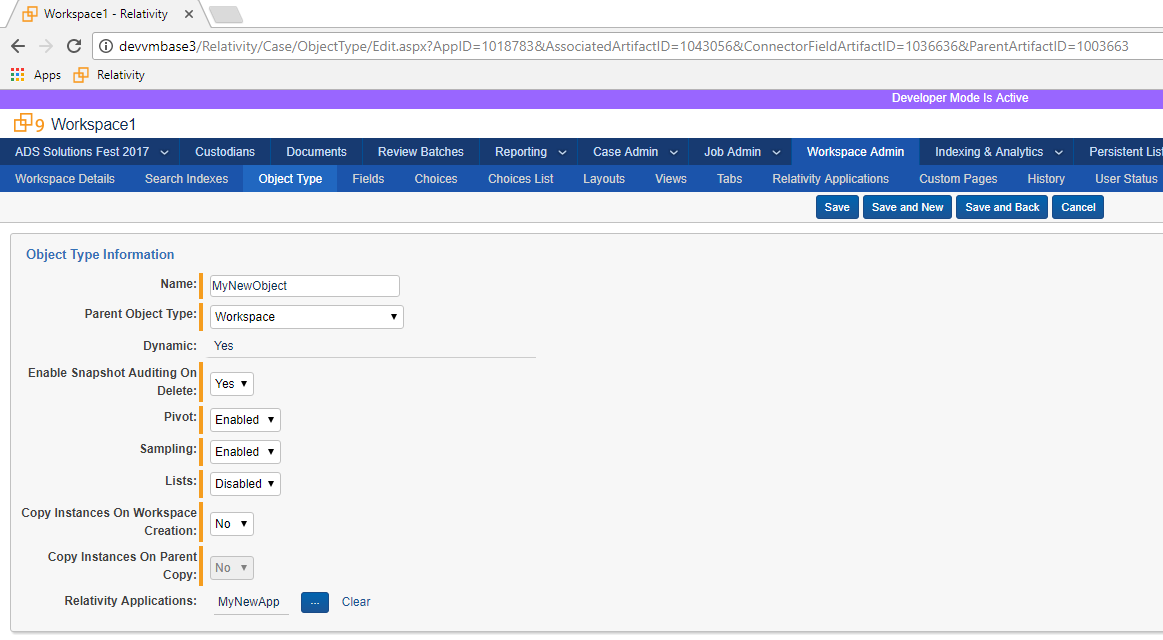 Workspace1 - Relativity
devvmbase3/Relativity/Case/ObjectType/Edit.aspx?AppID=1018783&AssociatedArtifactID=1043056&ConnectorFieldArtifactID=1036636&ParentArtifactID=1003663
Apps Relativity
Developer Mode Is Active
9 Workspace1
ADS Solutions Fest 2017 Custodians Documents Review Batches Reporting Case Admin Job Admin Workspace Admin Indexing & Analytics Persistent List
Workspace Details Search Indexes Object Type Fields Choices Choices List Layouts Views Tabs Relativity Applications Custom Pages History User Status
Save Save and New Save and Back Cancel
Object Type Information
Name: MyNewObject
Parent Object Type: Workspace
Dynamic: Yes
Enable Snapshot Auditing On
Delete: Yes
Pivot: Enabled
Sampling: Enabled
Lists: Disabled
Copy Instances On Workspace
Creation: No
Copy Instances On Parent
Copy: No
Relativity Applications: MyNewApp ... Clear